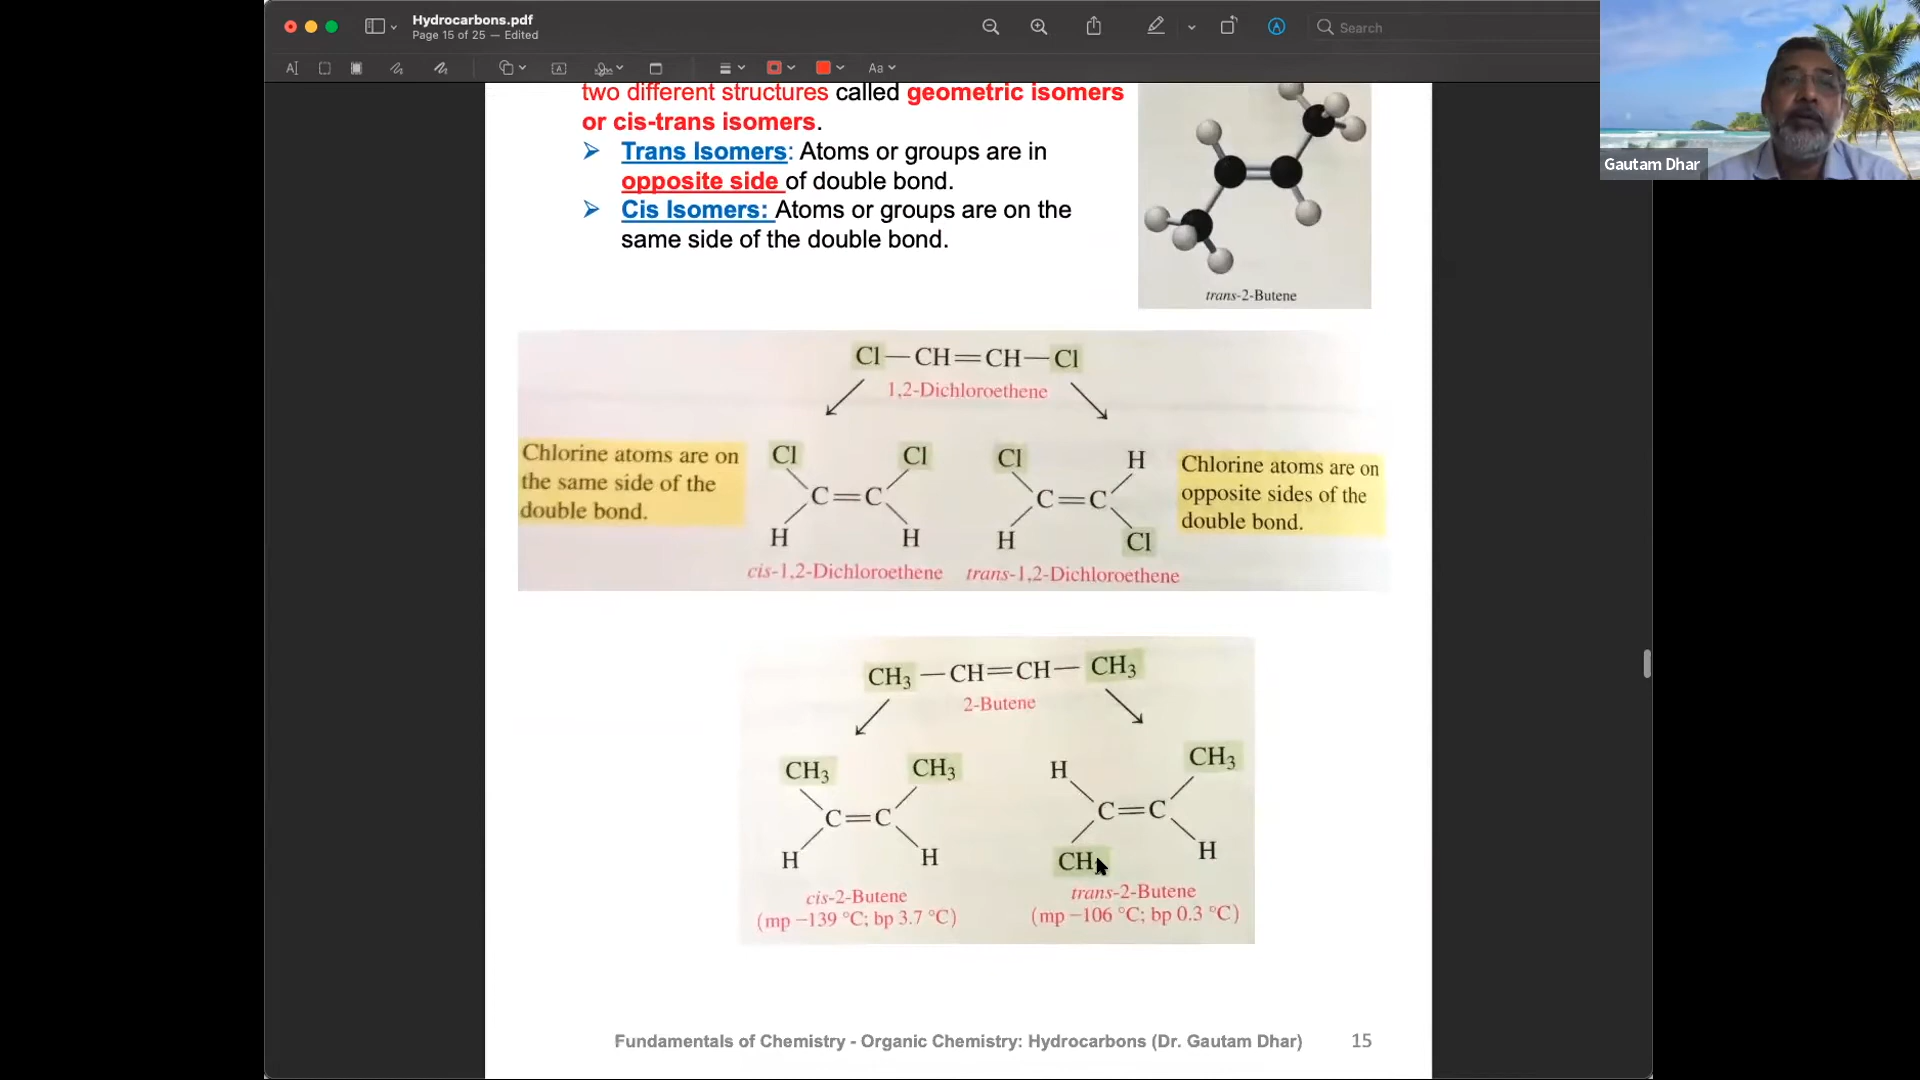 Hydrocarbons.pdf
Page 15 of 25 — Edited
Search
Aa
Gautam Dhar
two different structures called geometric isomers
or cis-trans isomers.
➢ Trans Isomers: Atoms or groups are in
opposite side of double bond.
➢ Cis Isomers: Atoms or groups are on the
same side of the double bond.
trans-2-Butene
Cl—CH=CH—Cl
1,2-Dichloroethene
Chlorine atoms are on
the same side of the
double bond.
Cl Cl
C=C
H H
cis-1,2-Dichloroethene
Cl H
C=C
H Cl
trans-1,2-Dichloroethene
Chlorine atoms are on
opposite sides of the
double bond.
CH₃—CH=CH—CH₃
2-Butene
CH₃ CH₃
C=C
H H
cis-2-Butene
(mp −139 °C; bp 3.7 °C)
H CH₃
C=C
CH H
trans-2-Butene
(mp −106 °C; bp 0.3 °C)
Fundamentals of Chemistry - Organic Chemistry: Hydrocarbons (Dr. Gautam Dhar) 15